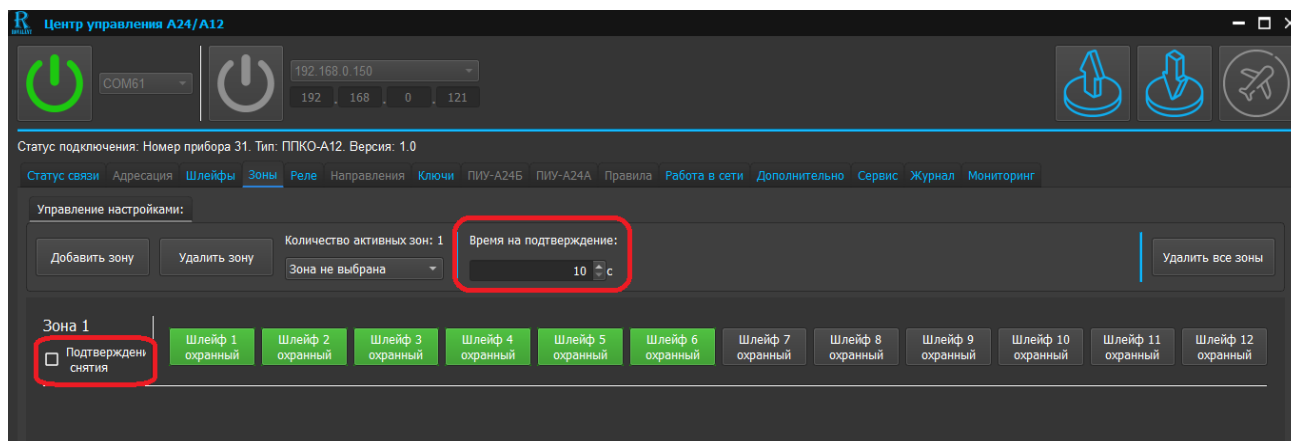 Центр управления А24/А12
COM61
192.168.0.150
192 . 168 . 0 . 121
Статус подключения: Номер прибора 31. Тип: ППКО-А12. Версия: 1.0
Статус связи Адресация Шлейфы Зоны Реле Направления Ключи ПИУ-А24Б ПИУ-А24А Правила Работа в сети Дополнительно Сервис Журнал Мониторинг
Управление настройками:
Добавить зону
Удалить зону
Количество активных зон: 1
Зона не выбрана
Время на подтверждение:
10 с
Удалить все зоны
Зона 1
Подтверждени
снятия
Шлейф 1
охранный
Шлейф 2
охранный
Шлейф 3
охранный
Шлейф 4
охранный
Шлейф 5
охранный
Шлейф 6
охранный
Шлейф 7
охранный
Шлейф 8
охранный
Шлейф 9
охранный
Шлейф 10
охранный
Шлейф 11
охранный
Шлейф 12
охранный